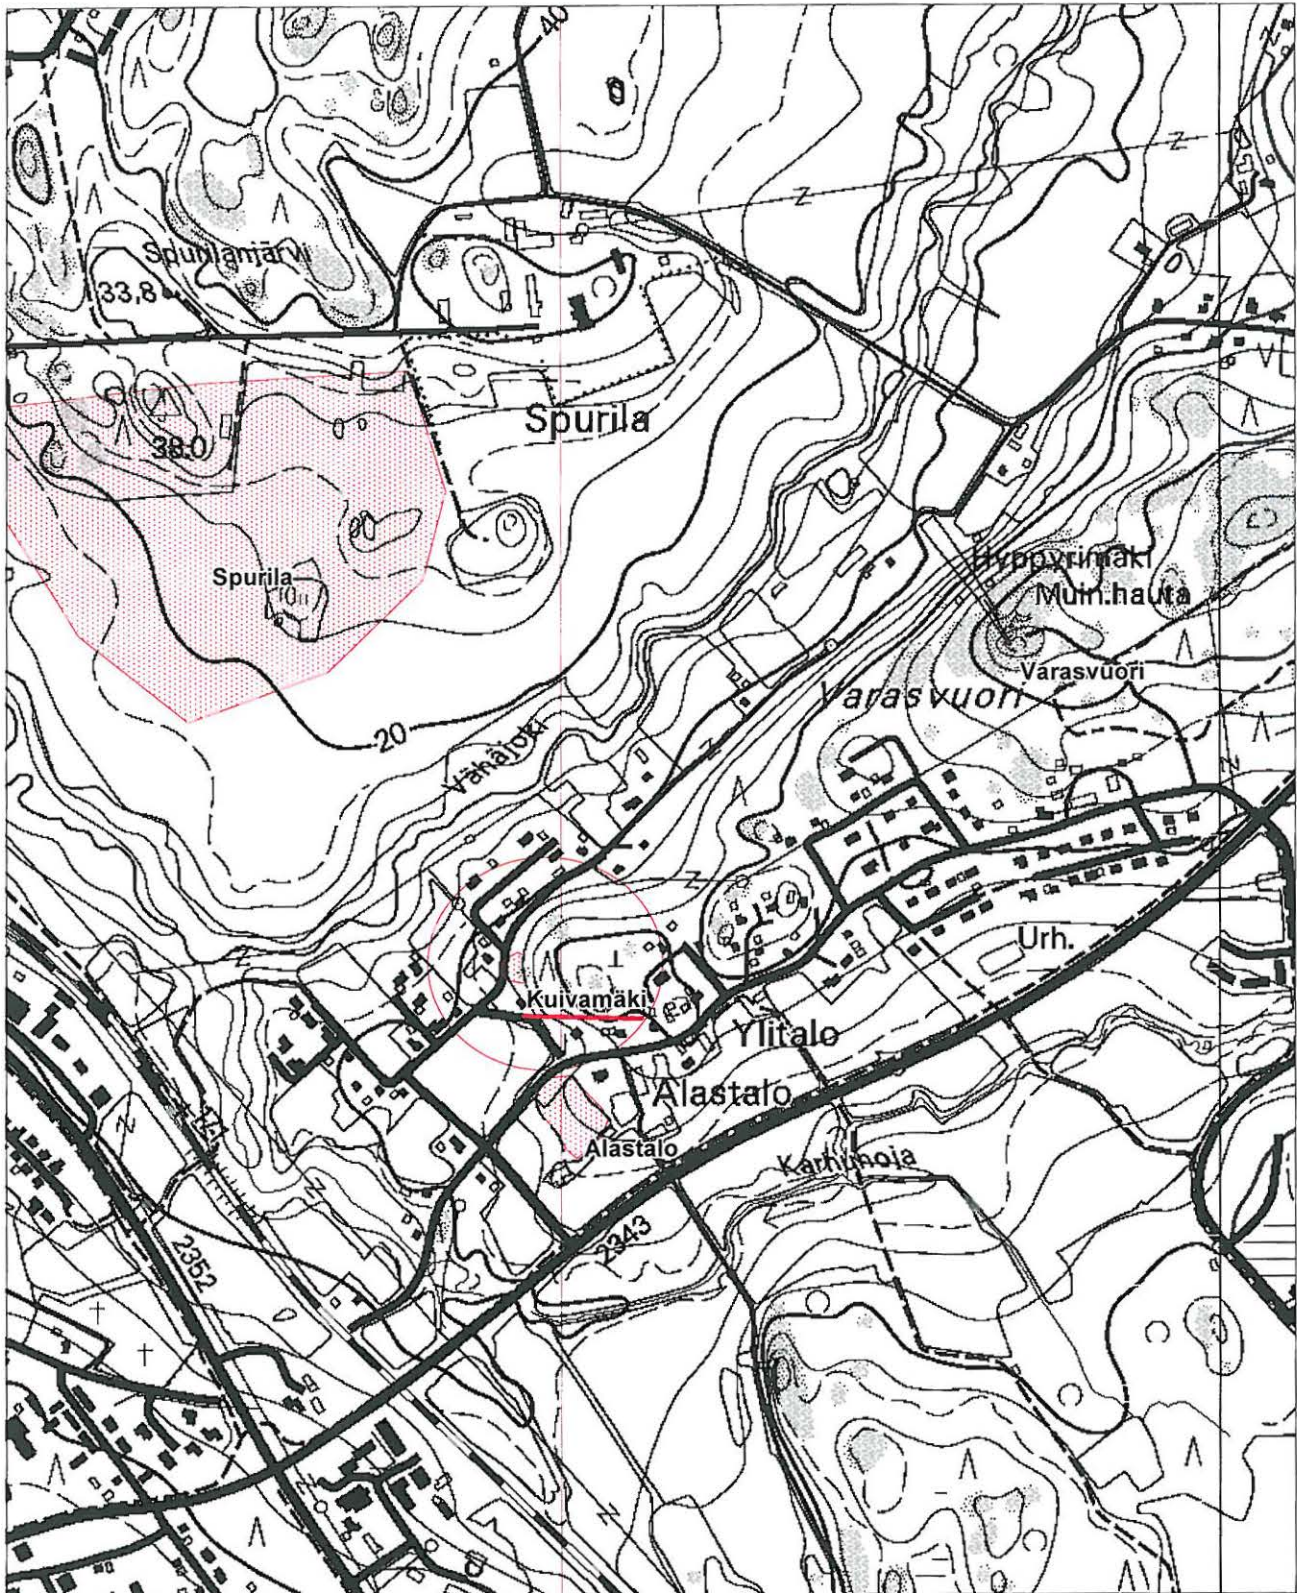 40
Spurilanjärvi
33,8
Spurila
38.0
Spurila
Hyppyrimäki
Muin.hauta
Varasvuori
Varasvuori
20
Vähäjoki
Urh.
Kuivamäki
Ylitalo
Alastalo
Alastalo
Karhunoja
2343
2352